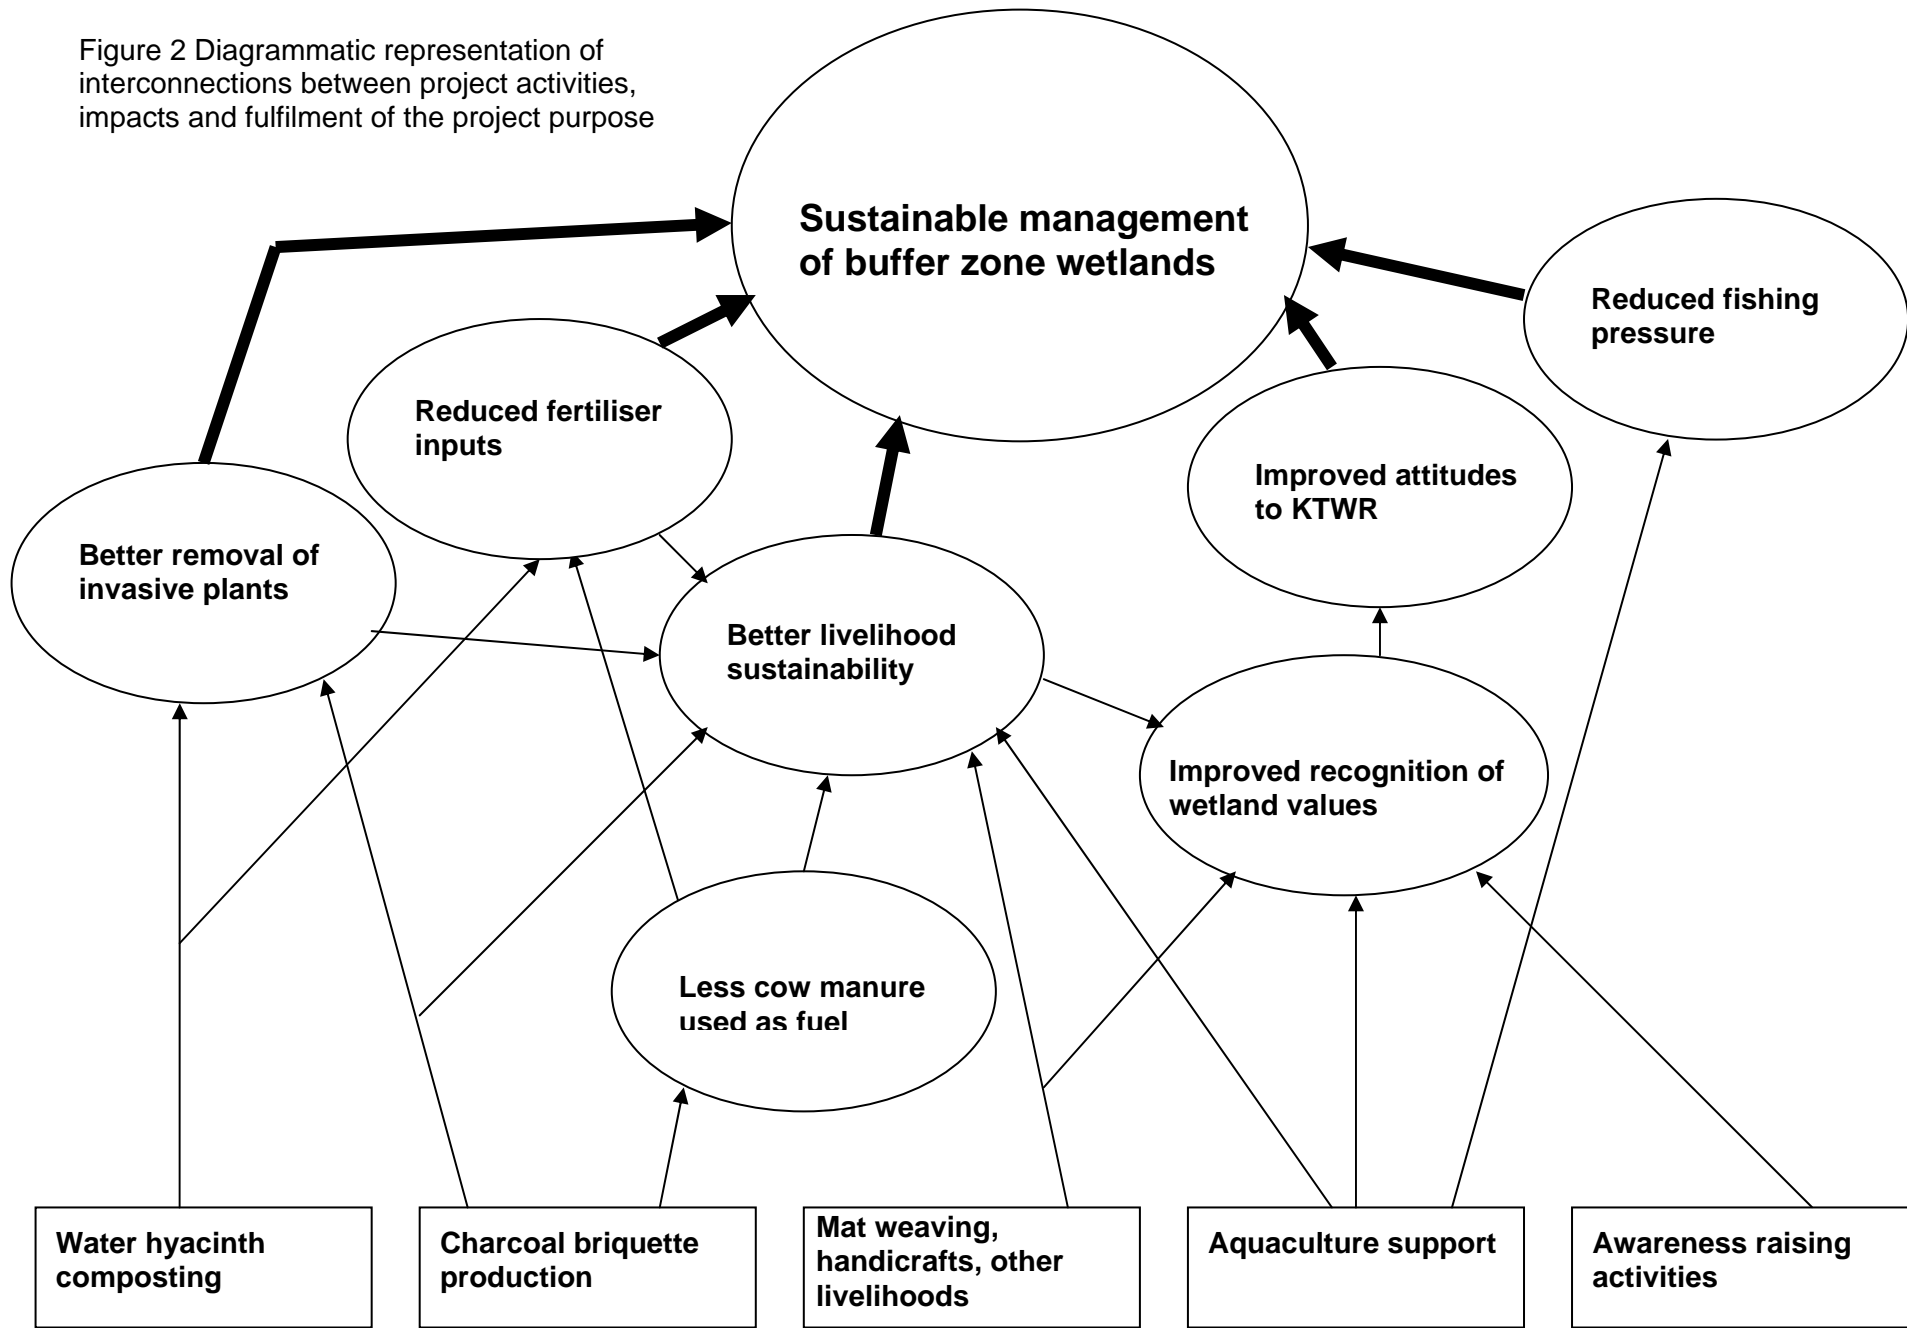 Figure 2 Diagrammatic representation of
interconnections between project activities,
impacts and fulfilment of the project purpose
Sustainable management
of buffer zone wetlands
Reduced fishing
pressure
Reduced fertiliser
inputs
Improved attitudes
to KTWR
Better removal of
invasive plants
Better livelihood
sustainability
Improved recognition of
wetland values
Less cow manure
used as fuel
Water hyacinth
composting
Charcoal briquette
production
Mat weaving,
handicrafts, other
livelihoods
Aquaculture support
Awareness raising
activities